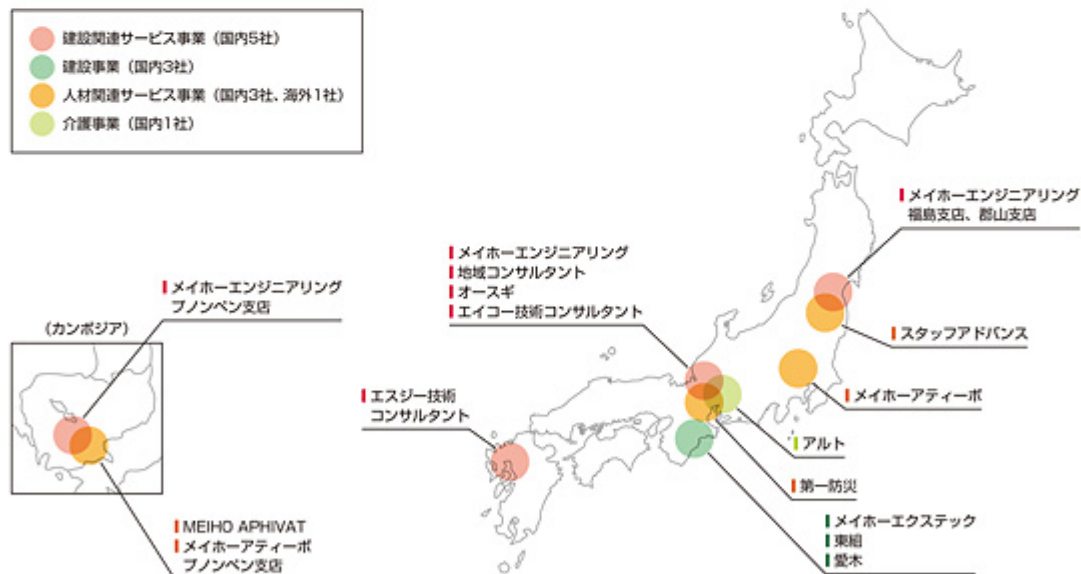 建設関連サービス事業(国内5社)
建設事業(国内3社)
人材関連サービス事業(国内3社、海外1社)
介護事業(国内1社)
メイホーエンジニアリング
福島支店、郡山支店
メイホーエンジニアリング
地域コンサルタント
オースギ
エイコー技術コンサルタント
メイホーエンジニアリング
プノンペン支店
(カンボジア)
スタッフアドバンス
エスジー技術
コンサルタント
メイホーアティーボ
アルト
第一防災
MEIHO APHIVAT
メイホーアティーボ
プノンペン支店
メイホーエクステック
東組
愛木